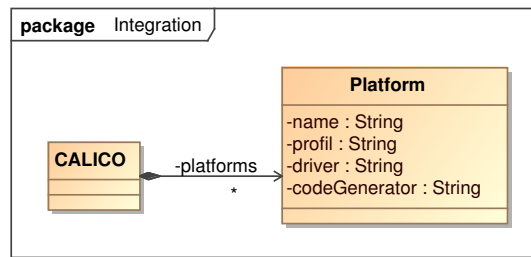 package Integration
Platform
-name : String
-profil : String
-driver : String
-codeGenerator : String
CALICO
-platforms
*